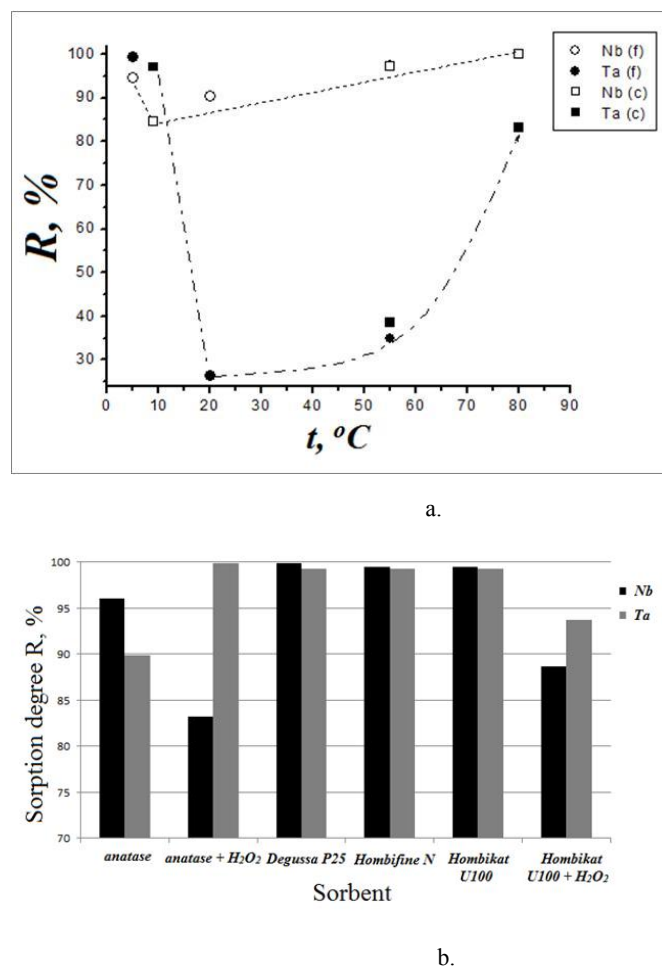 R, %
100
90
80
70
60
50
40
30
0 10 20 30 40 50 60 70 80 90
t, °C
Nb (f)
Ta (f)
Nb (c)
Ta (c)
a.
Sorption degree R, %
100
95
90
85
80
75
70
anatase anatase + H₂O₂ Degussa P25 Hombifine N Hombikat Hombikat
U100 U100 + H₂O₂
Sorbent
Nb
Ta
b.